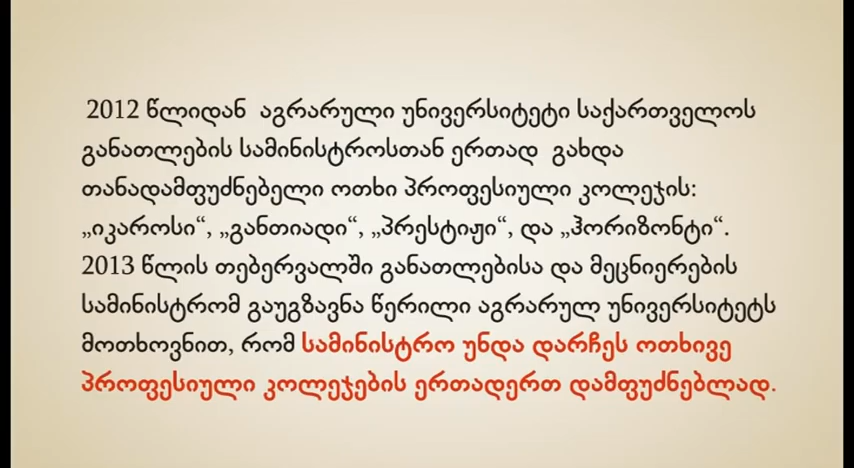 2012 წლიდან აგრარული უნივერსიტეტი საქართველოს
განათლების სამინისტროსთან ერთად გახდა
თანადამფუძნებელი ოთხი პროფესიული კოლეჯის:
„იკაროსი“, „განთიადი“, „პრესტიჟი“, და „ჰორიზონტი“.
2013 წლის თებერვალში განათლებისა და მეცნიერების
სამინისტრომ გაუგზავნა წერილი აგრარულ უნივერსიტეტს
მოთხოვნით, რომ სამინისტრო უნდა დარჩეს ოთხივე
პროფესიული კოლეჯების ერთადერთ დამფუძნებლად.